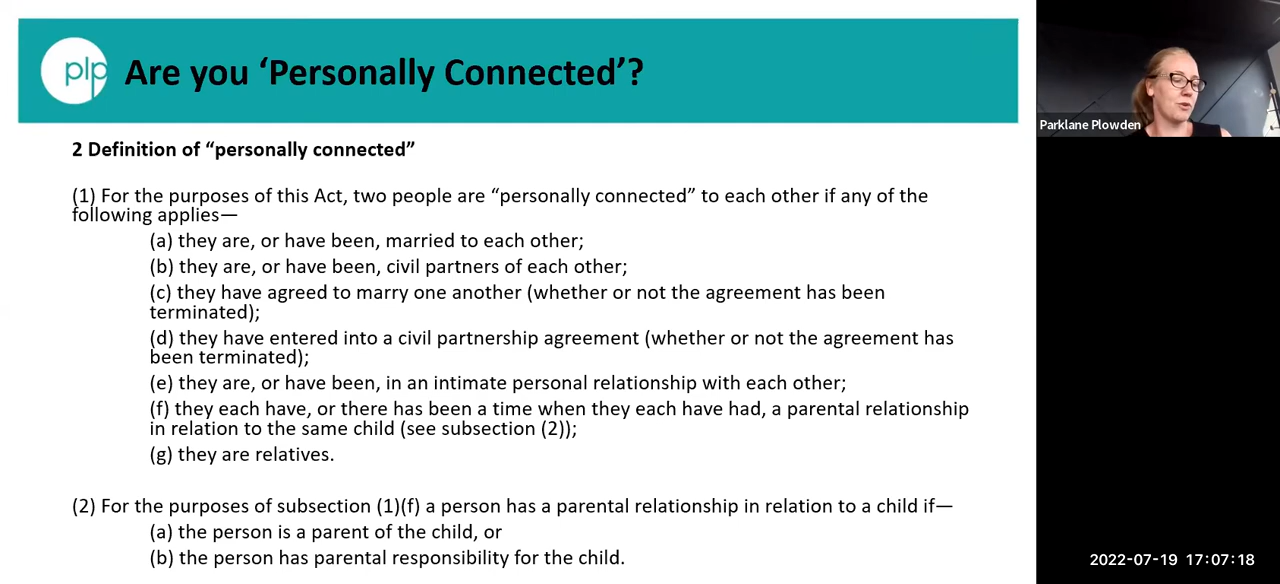 plp Are you ‘Personally Connected’?
Parklane Plowden
2 Definition of “personally connected”
(1) For the purposes of this Act, two people are “personally connected” to each other if any of the
following applies—
(a) they are, or have been, married to each other;
(b) they are, or have been, civil partners of each other;
(c) they have agreed to marry one another (whether or not the agreement has been
terminated);
(d) they have entered into a civil partnership agreement (whether or not the agreement has
been terminated);
(e) they are, or have been, in an intimate personal relationship with each other;
(f) they each have, or there has been a time when they each have had, a parental relationship
in relation to the same child (see subsection (2));
(g) they are relatives.
(2) For the purposes of subsection (1)(f) a person has a parental relationship in relation to a child if—
(a) the person is a parent of the child, or
(b) the person has parental responsibility for the child.
2022-07-19 17:07:18